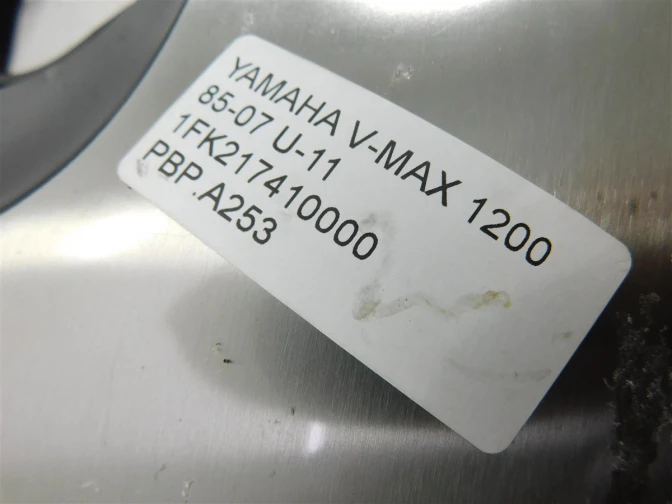 YAMAHA V-MAX 1200
85-07 U-11
1FK217410000
PBP.A253